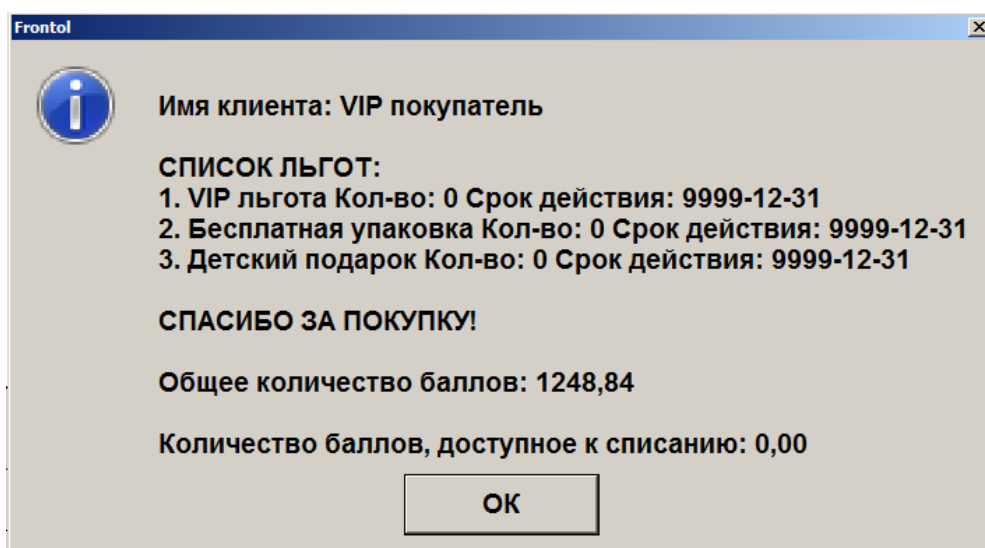 Frontol
Имя клиента: VIP покупатель
СПИСОК ЛЬГОТ:
1. VIP льгота Кол-во: 0 Срок действия: 9999-12-31
2. Бесплатная упаковка Кол-во: 0 Срок действия: 9999-12-31
3. Детский подарок Кол-во: 0 Срок действия: 9999-12-31
СПАСИБО ЗА ПОКУПКУ!
Общее количество баллов: 1248,84
Количество баллов, доступное к списанию: 0,00
ОК